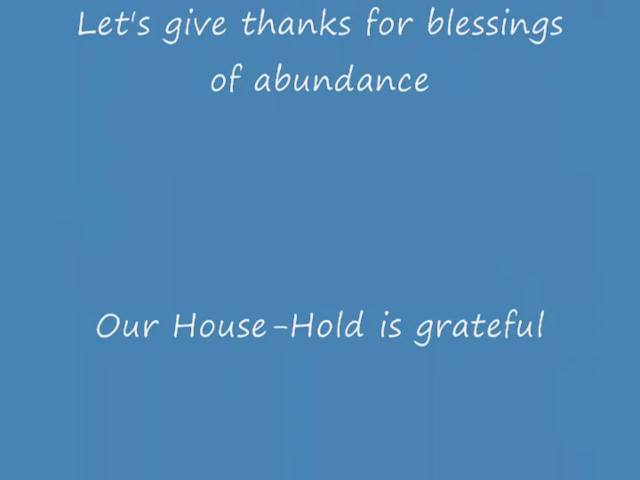 Let's give thanks for blessings
of abundance
Our House-Hold is grateful